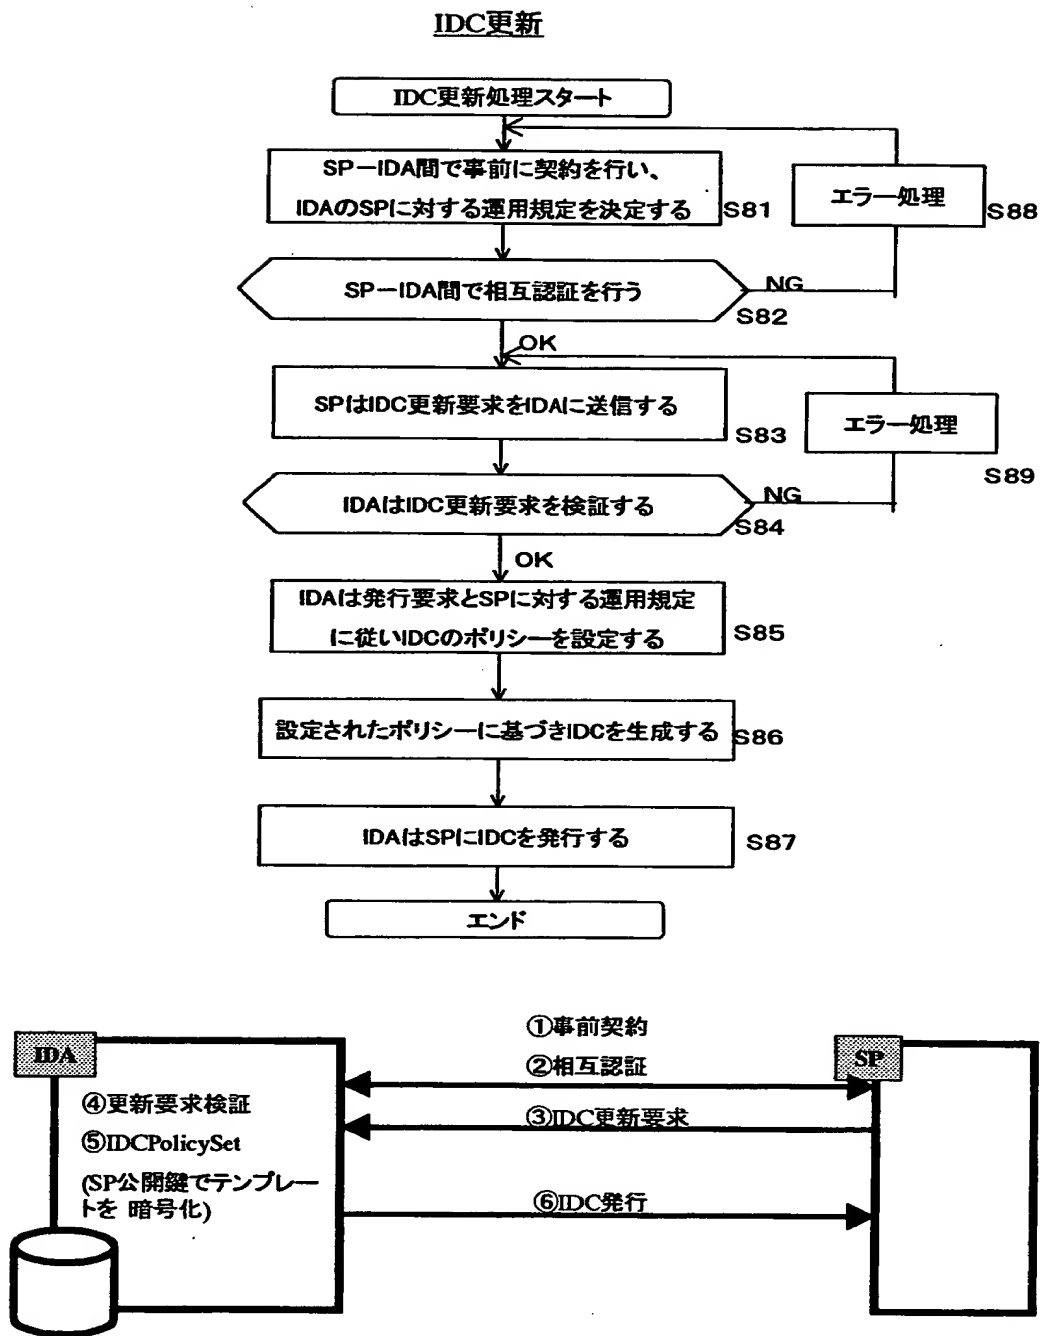 IDC更新
IDC更新処理スタート
SP－IDA間で事前に契約を行い、
IDAのSPに対する運用規定を決定する
S81
エラー処理
S88
SP－IDA間で相互認証を行う
NG
S82
OK
SPはIDC更新要求をIDAに送信する
S83
エラー処理
S89
IDAはIDC更新要求を検証する
NG
S84
OK
IDAは発行要求とSPに対する運用規定
に従いIDCのポリシーを設定する
S85
設定されたポリシーに基づきIDCを生成する
S86
IDAはSPにIDCを発行する
S87
エンド
①事前契約
IDA
SP
②相互認証
④更新要求検証
③IDC更新要求
⑤IDCPolicySet
(SP公開鍵でテンプレー
トを 暗号化)
⑥IDC発行